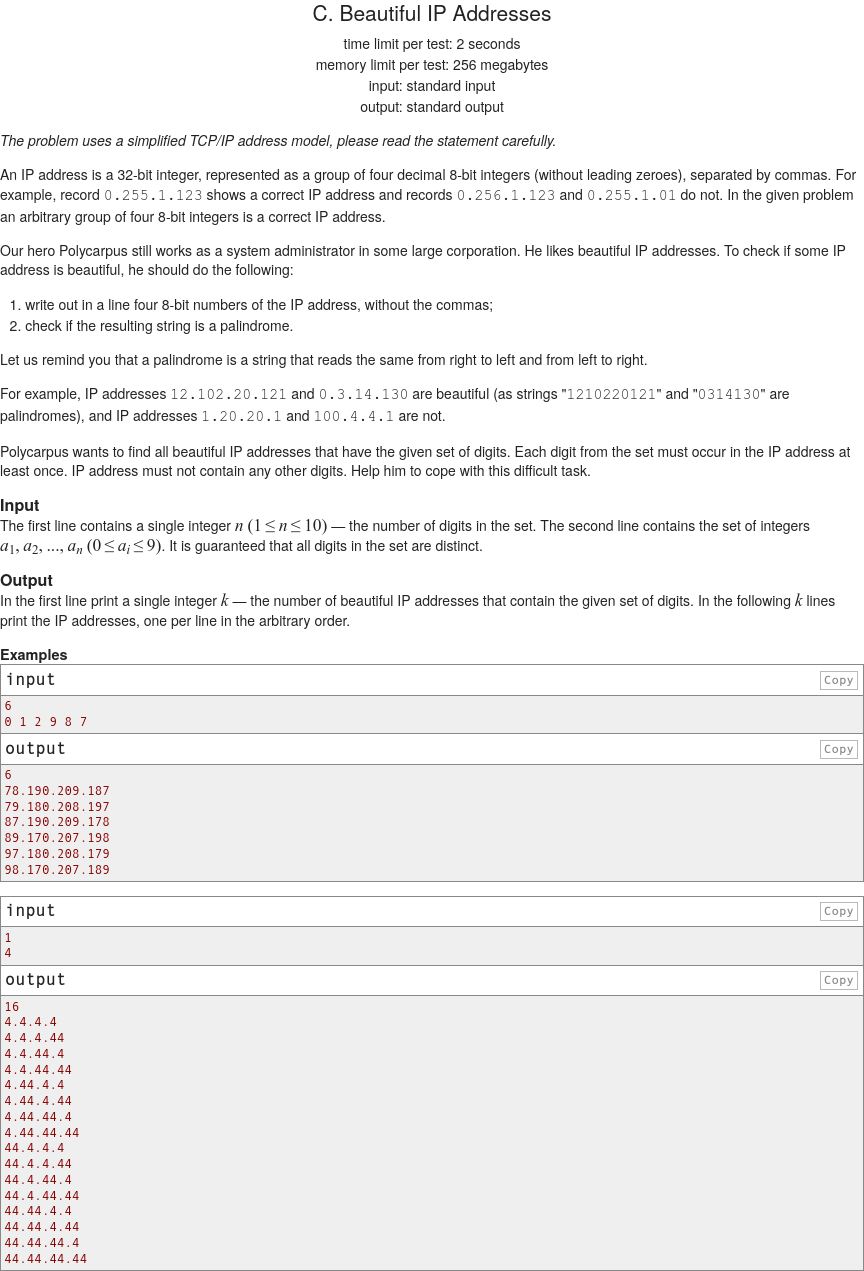 C. Beautiful IP Addresses
time limit per test: 2 seconds
memory limit per test: 256 megabytes
input: standard input
output: standard output
The problem uses a simplified TCP/IP address model, please read the statement carefully.
An IP address is a 32-bit integer, represented as a group of four decimal 8-bit integers (without leading zeroes), separated by commas. For
example, record 0.255.1.123 shows a correct IP address and records 0.256.1.123 and 0.255.1.01 do not. In the given problem
an arbitrary group of four 8-bit integers is a correct IP address.
Our hero Polycarpus still works as a system administrator in some large corporation. He likes beautiful IP addresses. To check if some IP
address is beautiful, he should do the following:
1. write out in a line four 8-bit numbers of the IP address, without the commas;
2. check if the resulting string is a palindrome.
Let us remind you that a palindrome is a string that reads the same from right to left and from left to right.
For example, IP addresses 12.102.20.121 and 0.3.14.130 are beautiful (as strings "1210220121" and "0314130" are
palindromes), and IP addresses 1.20.20.1 and 100.4.4.1 are not.
Polycarpus wants to find all beautiful IP addresses that have the given set of digits. Each digit from the set must occur in the IP address at
least once. IP address must not contain any other digits. Help him to cope with this difficult task.
Input
The first line contains a single integer n (1 ≤ n ≤ 10) — the number of digits in the set. The second line contains the set of integers
a1, a2, ..., an (0 ≤ ai ≤ 9). It is guaranteed that all digits in the set are distinct.
Output
In the first line print a single integer k — the number of beautiful IP addresses that contain the given set of digits. In the following k lines
print the IP addresses, one per line in the arbitrary order.
Examples
input Copy
6
0 1 2 9 8 7
output Copy
6
78.190.209.187
79.180.208.197
87.190.209.178
89.170.207.198
97.180.208.179
98.170.207.189
input Copy
1
4
output Copy
16
4.4.4.4
4.4.4.44
4.4.44.4
4.4.44.44
4.44.4.4
4.44.4.44
4.44.44.4
4.44.44.44
44.4.4.4
44.4.4.44
44.4.44.4
44.4.44.44
44.44.4.4
44.44.4.44
44.44.44.4
44.44.44.44